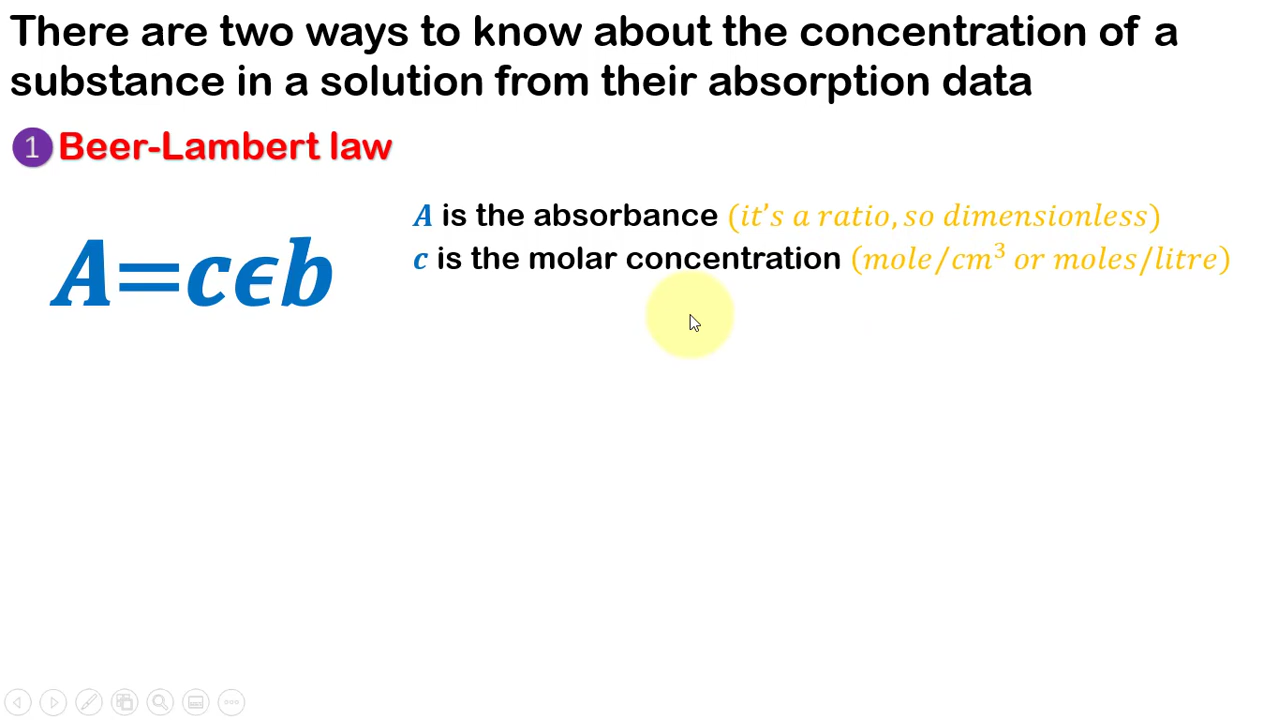 There are two ways to know about the concentration of a
substance in a solution from their absorption data
1 Beer-Lambert law
A=cϵb
A is the absorbance (it's a ratio, so dimensionless)
c is the molar concentration (mole/cm³ or moles/litre)